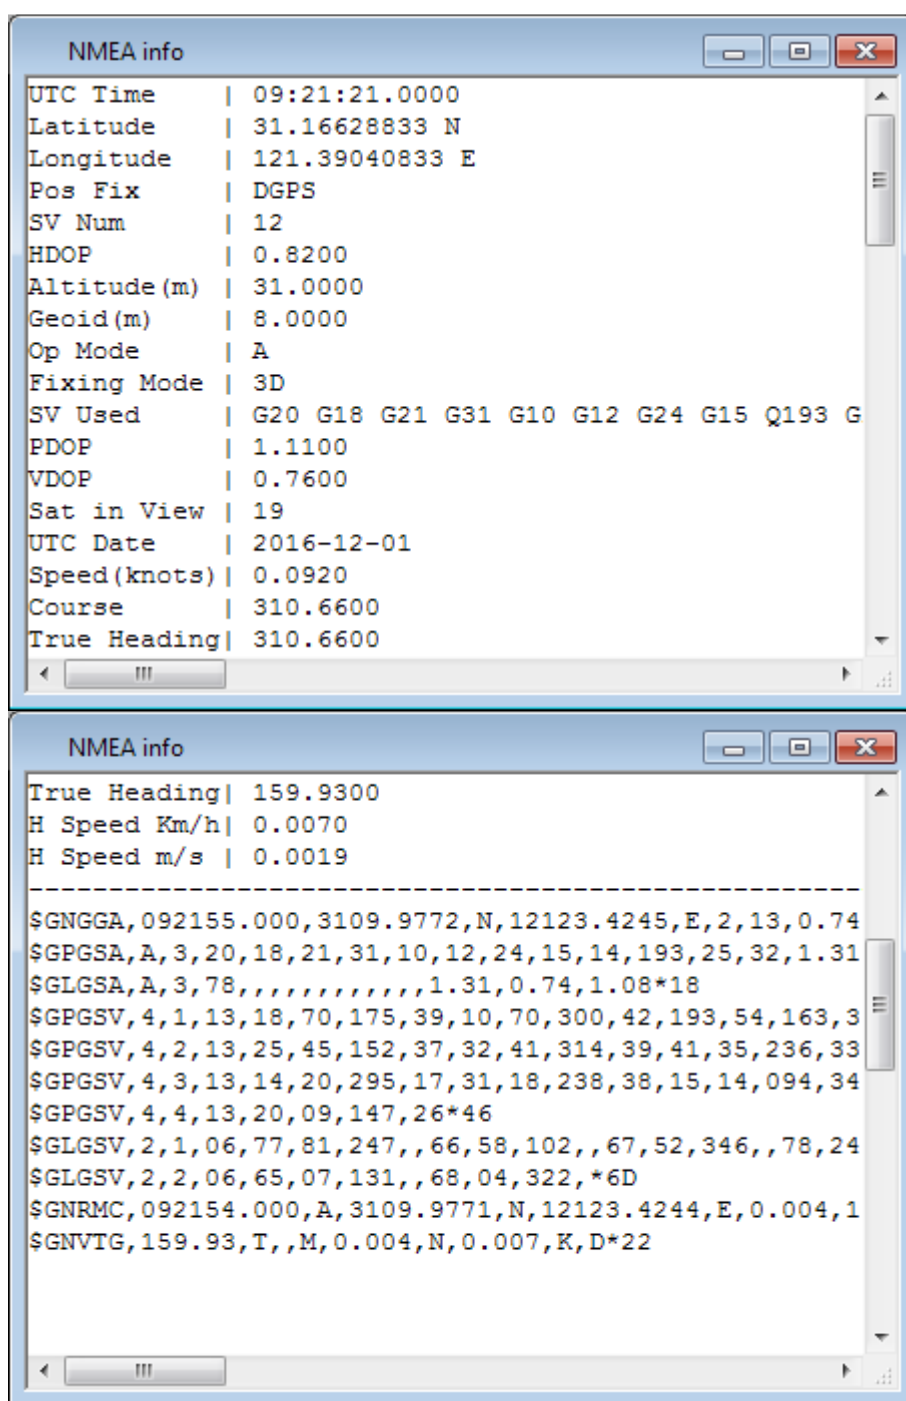 NMEA info
UTC Time | 09:21:21.0000
Latitude | 31.16628833 N
Longitude | 121.39040833 E
Pos Fix | DGPS
SV Num | 12
HDOP | 0.8200
Altitude(m) | 31.0000
Geoid(m) | 8.0000
Op Mode | A
Fixing Mode | 3D
SV Used | G20 G18 G21 G31 G10 G12 G24 G15 Q193 G
PDOP | 1.1100
VDOP | 0.7600
Sat in View | 19
UTC Date | 2016-12-01
Speed(knots)| 0.0920
Course | 310.6600
True Heading| 310.6600
NMEA info
True Heading| 159.9300
H Speed Km/h| 0.0070
H Speed m/s | 0.0019
----------------------------------------------------
$GNGGA,092155.000,3109.9772,N,12123.4245,E,2,13,0.74
$GPGSA,A,3,20,18,21,31,10,12,24,15,14,193,25,32,1.31
$GLGSA,A,3,78,,,,,,,,,,,,1.31,0.74,1.08*18
$GPGSV,4,1,13,18,70,175,39,10,70,300,42,193,54,163,3
$GPGSV,4,2,13,25,45,152,37,32,41,314,39,41,35,236,33
$GPGSV,4,3,13,14,20,295,17,31,18,238,38,15,14,094,34
$GPGSV,4,4,13,20,09,147,26*46
$GLGSV,2,1,06,77,81,247,,66,58,102,,67,52,346,,78,24
$GLGSV,2,2,06,65,07,131,,68,04,322,*6D
$GNRMC,092154.000,A,3109.9771,N,12123.4244,E,0.004,1
$GNVTG,159.93,T,,M,0.004,N,0.007,K,D*22